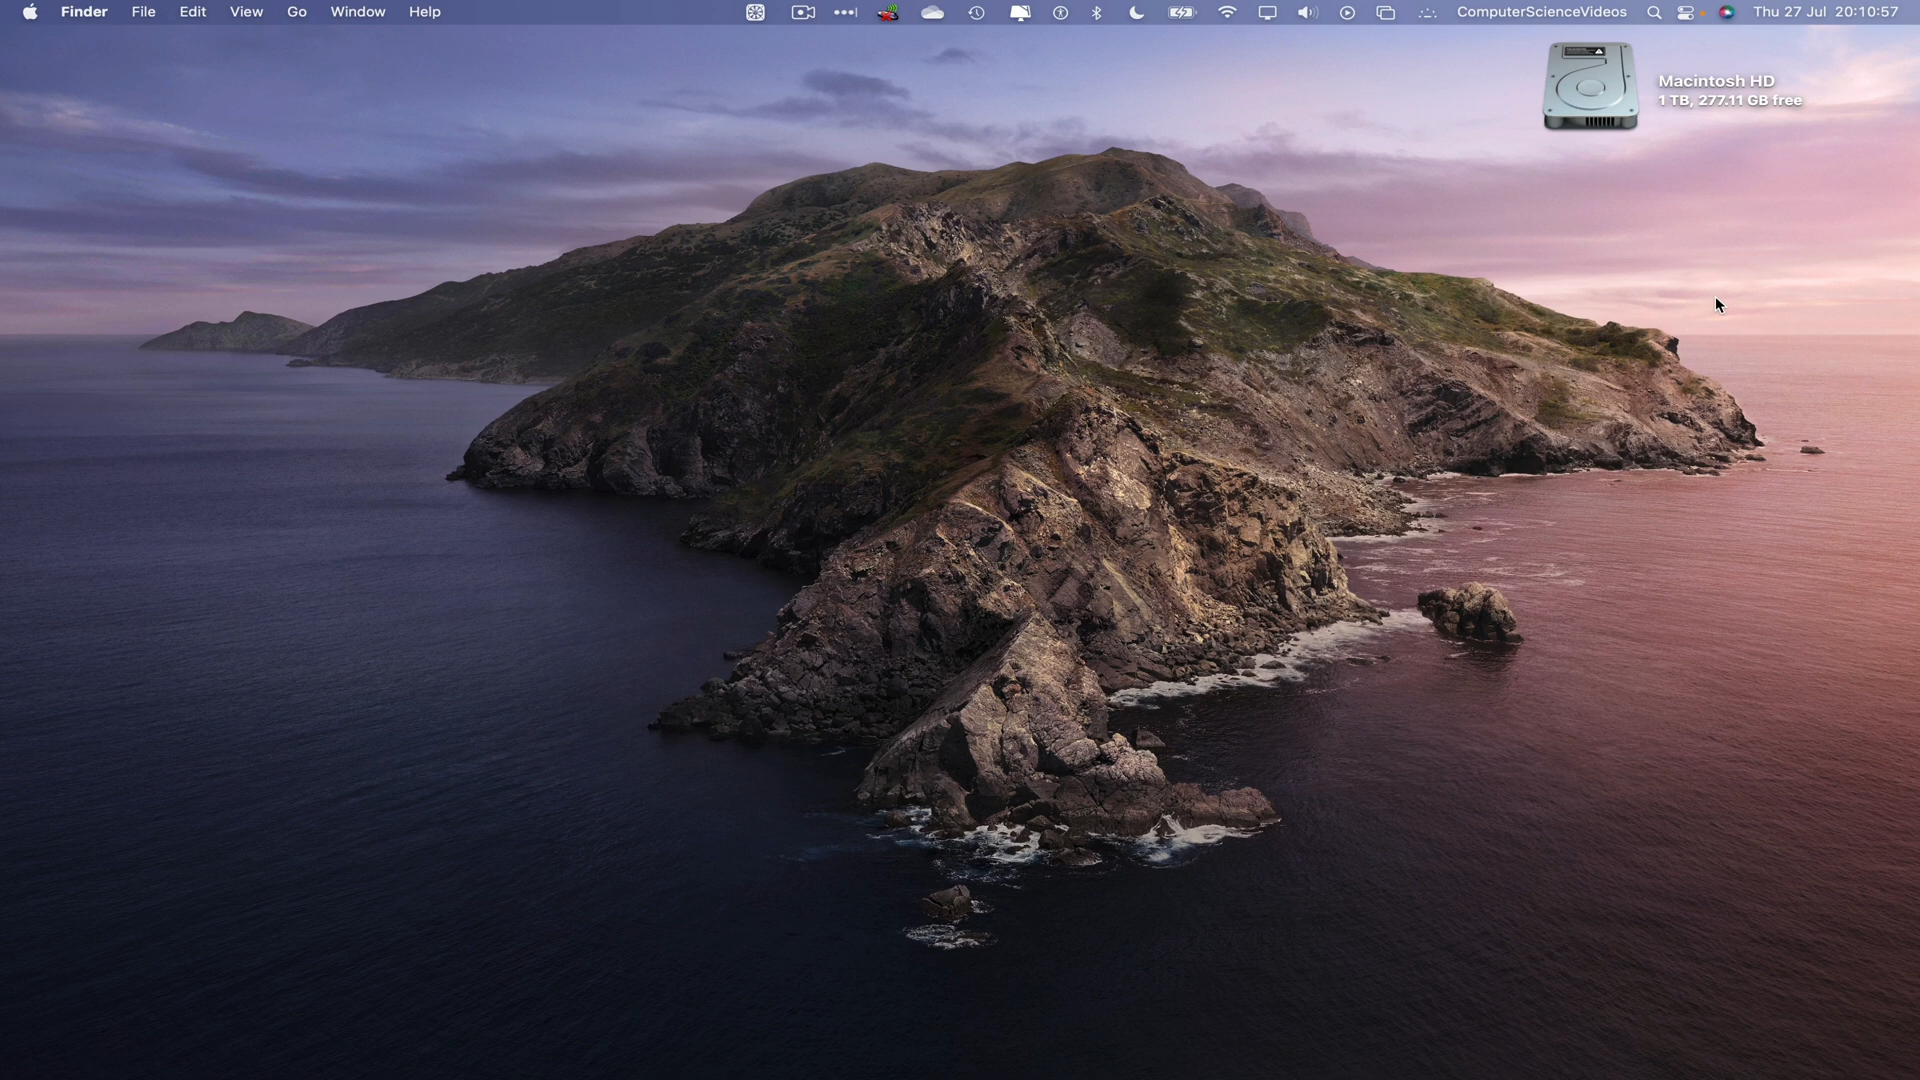 Finder File Edit View Go Window Help ComputerScienceVideos Thu 27 Jul 20:10:57
Macintosh HD
1 TB, 277.11 GB free